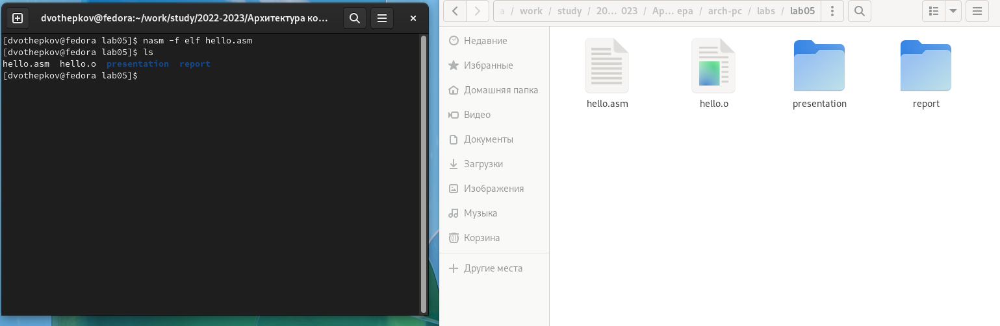 dvothepkov@fedora:~/work/study/2022-2023/Архитектура ко...
[dvothepkov@fedora lab05]$ nasm -f elf hello.asm
[dvothepkov@fedora lab05]$ ls
hello.asm  hello.o  presentation  report
[dvothepkov@fedora lab05]$
а / work / study / 20… 023 / Ар… ера / arch-pc / labs / lab05
Недавние
Избранные
Домашняя папка
Видео
Документы
Загрузки
Изображения
Музыка
Корзина
Другие места
hello.asm
hello.o
presentation
report